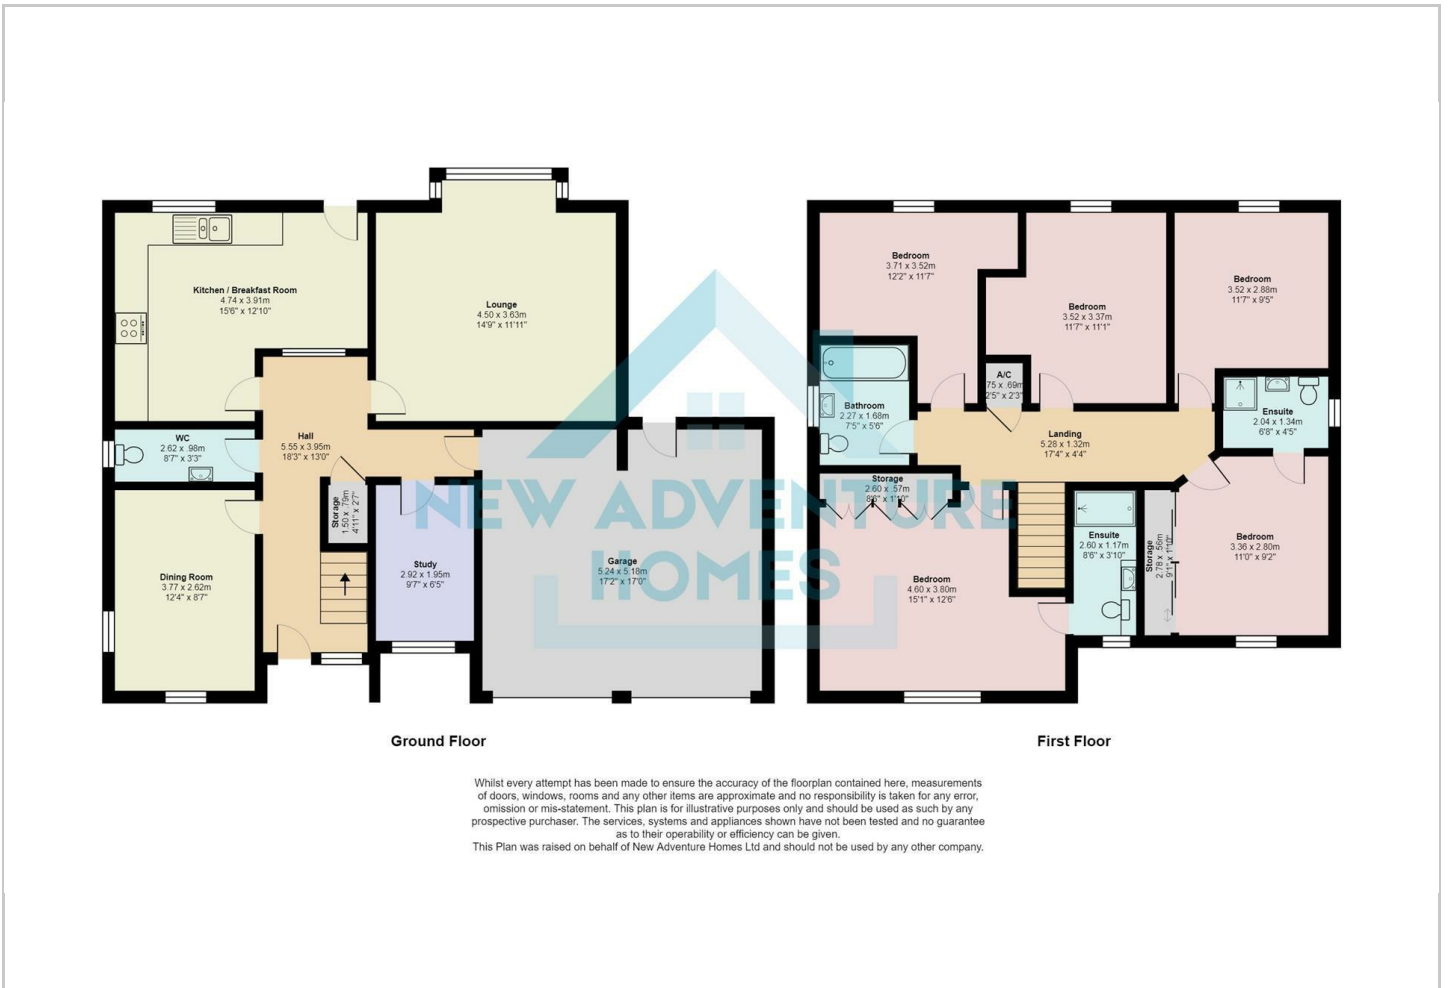 Kitchen / Breakfast Room
4.74 x 3.91m
15'6" x 12'10"
Lounge
4.50 x 3.63m
14'9" x 11'11"
WC
2.62 x .98m
8'7" x 3'3"
Hall
5.55 x 3.95m
18'3" x 13'0"
Storage
1.50 x .79m
4'11" x 2'7"
Dining Room
3.77 x 2.62m
12'4" x 8'7"
Study
2.92 x 1.95m
9'7" x 6'5"
Garage
5.24 x 5.18m
17'2" x 17'0"
Ground Floor
Bedroom
3.71 x 3.52m
12'2" x 11'7"
Bedroom
3.52 x 3.37m
11'7" x 11'1"
Bedroom
3.52 x 2.88m
11'7" x 9'5"
A/C
.75 x .69m
2'5" x 2'3"
Bathroom
2.27 x 1.68m
7'5" x 5'6"
Ensuite
2.04 x 1.34m
6'8" x 4'5"
Landing
5.28 x 1.32m
17'4" x 4'4"
Storage
2.60 x .57m
8'6" x 1'10"
Ensuite
2.60 x 1.17m
8'6" x 3'10"
Storage
2.78 x .56m
9'1" x 1'10"
Bedroom
3.36 x 2.80m
11'0" x 9'2"
Bedroom
4.60 x 3.80m
15'1" x 12'6"
First Floor
NEW ADVENTURE
HOMES
Whilst every attempt has been made to ensure the accuracy of the floorplan contained here, measurements
of doors, windows, rooms and any other items are approximate and no responsibility is taken for any error,
omission or mis-statement. This plan is for illustrative purposes only and should be used as such by any
prospective purchaser. The services, systems and appliances shown have not been tested and no guarantee
as to their operability or efficiency can be given.
This Plan was raised on behalf of New Adventure Homes Ltd and should not be used by any other company.